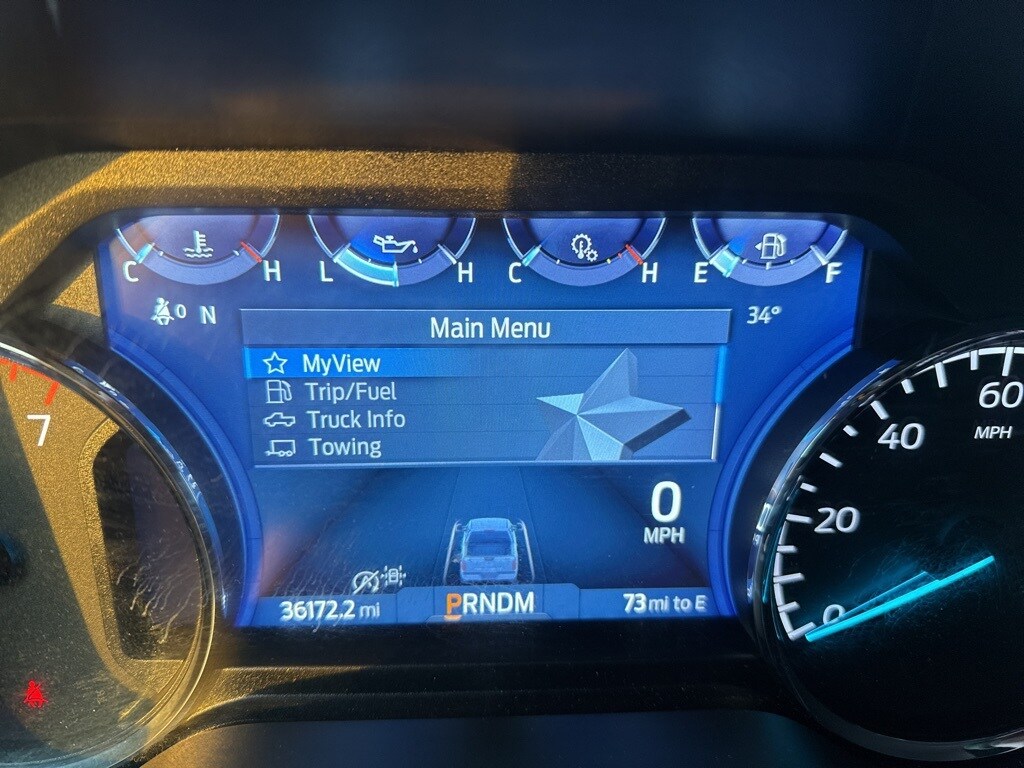 C H L H C H E F
0 N 34°
Main Menu
MyView
Trip/Fuel
Truck Info
Towing
7
60
MPH
40
20
0
0
MPH
36172.2 mi PRNDM 73 mi to E